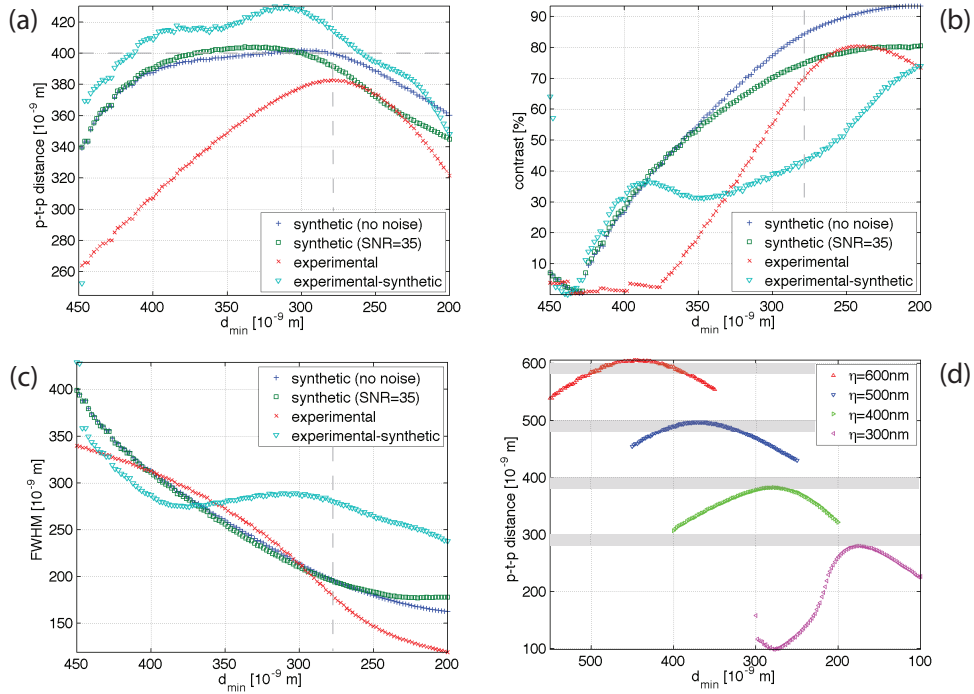 (a)
420
400
380
360
340
320
300
280
260
p-t-p distance [10⁻⁹ m]
450
400
350
300
250
200
d_min [10⁻⁹ m]
synthetic (no noise)
synthetic (SNR=35)
experimental
experimental-synthetic
(b)
90
80
70
60
50
40
30
20
10
contrast [%]
450
400
350
300
250
200
d_min [10⁻⁹ m]
synthetic (no noise)
synthetic (SNR=35)
experimental
experimental-synthetic
(c)
400
350
300
250
200
150
FWHM [10⁻⁹ m]
450
400
350
300
250
200
d_min [10⁻⁹ m]
synthetic (no noise)
synthetic (SNR=35)
experimental
experimental-synthetic
(d)
600
500
400
300
200
100
p-t-p distance [10⁻⁹ m]
500
400
300
200
100
d_min [10⁻⁹ m]
η=600nm
η=500nm
η=400nm
η=300nm